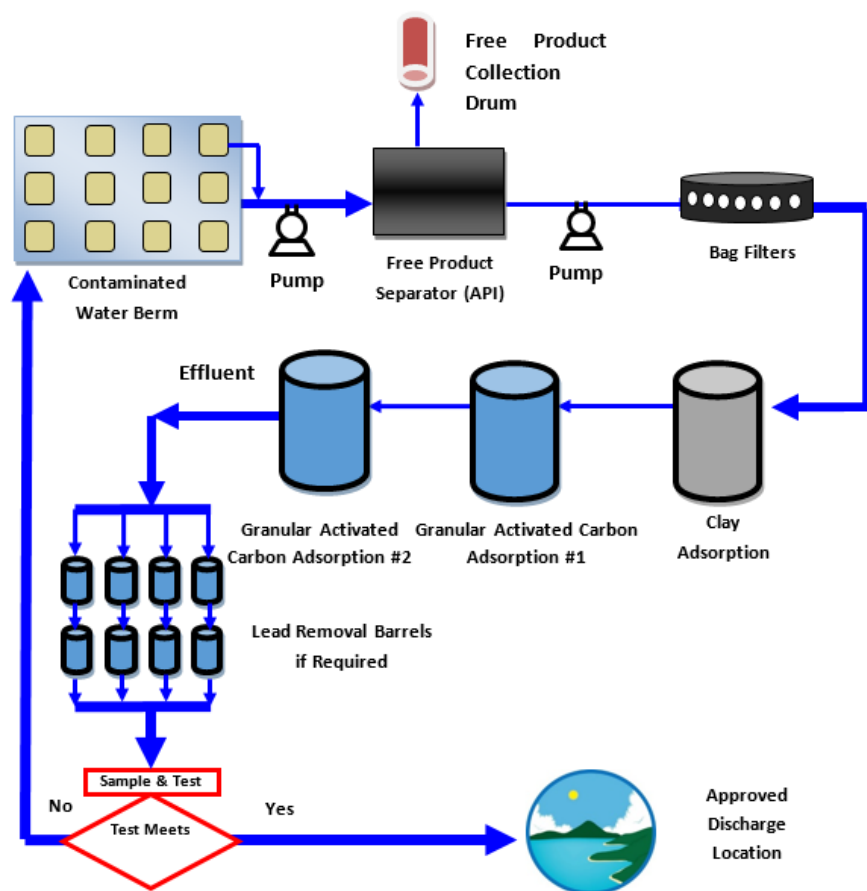 Free Product
Collection
Drum
Pump
Contaminated
Water Berm
Free Product
Separator (API)
Pump
Bag Filters
Effluent
Granular Activated
Carbon Adsorption #2
Granular Activated Carbon
Adsorption #1
Clay
Adsorption
Lead Removal Barrels
if Required
Sample & Test
No
Test Meets
Yes
Approved
Discharge
Location